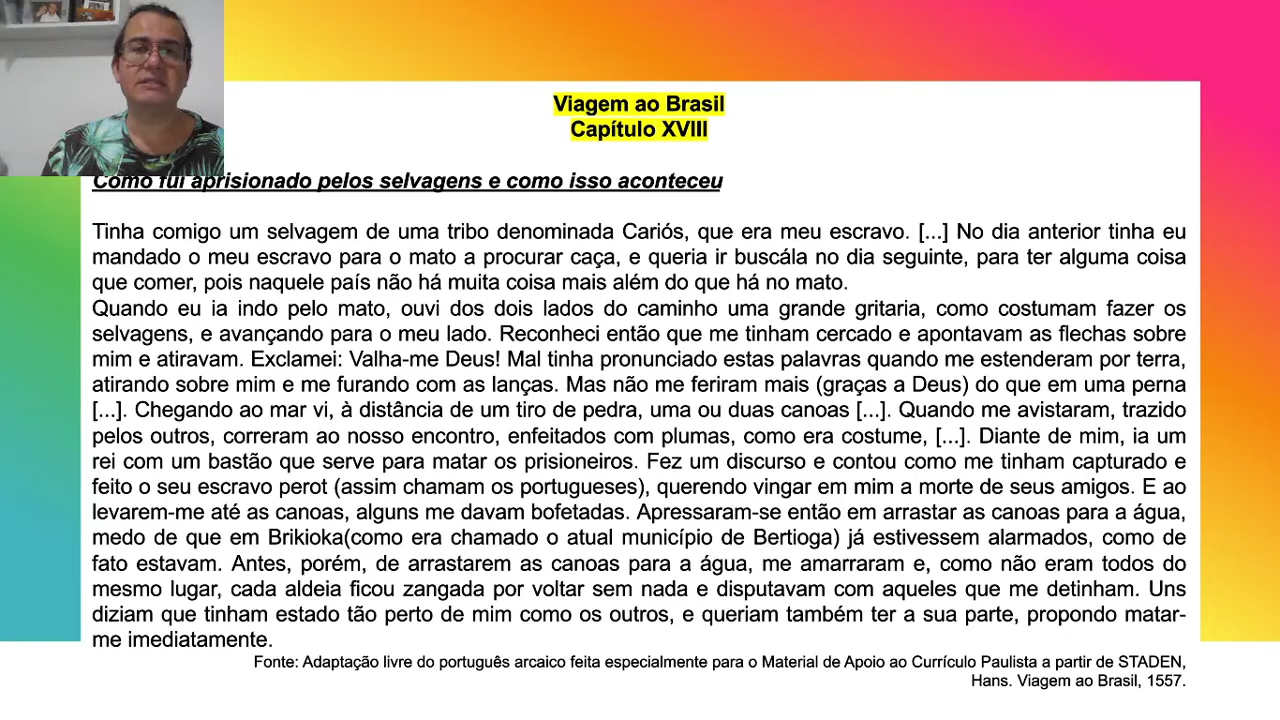 Viagem ao Brasil
Capítulo XVIII
Como fui aprisionado pelos selvagens e como isso aconteceu
Tinha comigo um selvagem de uma tribo denominada Cariós, que era meu escravo. [...] No dia anterior tinha eu
mandado o meu escravo para o mato a procurar caça, e queria ir buscála no dia seguinte, para ter alguma coisa
que comer, pois naquele país não há muita coisa mais além do que há no mato.
Quando eu ia indo pelo mato, ouvi dos dois lados do caminho uma grande gritaria, como costumam fazer os
selvagens, e avançando para o meu lado. Reconheci então que me tinham cercado e apontavam as flechas sobre
mim e atiravam. Exclamei: Valha-me Deus! Mal tinha pronunciado estas palavras quando me estenderam por terra,
atirando sobre mim e me furando com as lanças. Mas não me feriram mais (graças a Deus) do que em uma perna
[...]. Chegando ao mar vi, à distância de um tiro de pedra, uma ou duas canoas [...]. Quando me avistaram, trazido
pelos outros, correram ao nosso encontro, enfeitados com plumas, como era costume, [...]. Diante de mim, ia um
rei com um bastão que serve para matar os prisioneiros. Fez um discurso e contou como me tinham capturado e
feito o seu escravo perot (assim chamam os portugueses), querendo vingar em mim a morte de seus amigos. E ao
levarem-me até as canoas, alguns me davam bofetadas. Apressaram-se então em arrastar as canoas para a água,
medo de que em Brikioka(como era chamado o atual município de Bertioga) já estivessem alarmados, como de
fato estavam. Antes, porém, de arrastarem as canoas para a água, me amarraram e, como não eram todos do
mesmo lugar, cada aldeia ficou zangada por voltar sem nada e disputavam com aqueles que me detinham. Uns
diziam que tinham estado tão perto de mim como os outros, e queriam também ter a sua parte, propondo matar-
me imediatamente.
Fonte: Adaptação livre do português arcaico feita especialmente para o Material de Apoio ao Currículo Paulista a partir de STADEN,
Hans. Viagem ao Brasil, 1557.